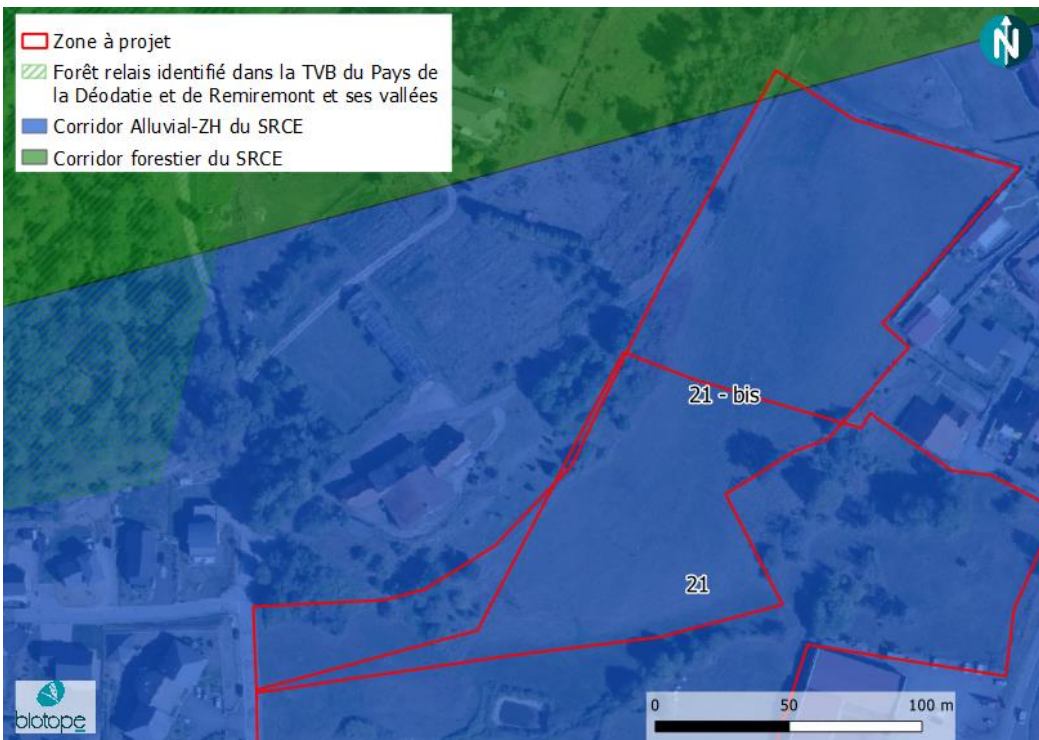 Zone à projet
Forêt relais identifié dans la TVB du Pays de
la Déodatie et de Remiremont et ses vallées
Corridor Alluvial-ZH du SRCE
Corridor forestier du SRCE
N
21 - bis
21
biotope
0 50 100 m